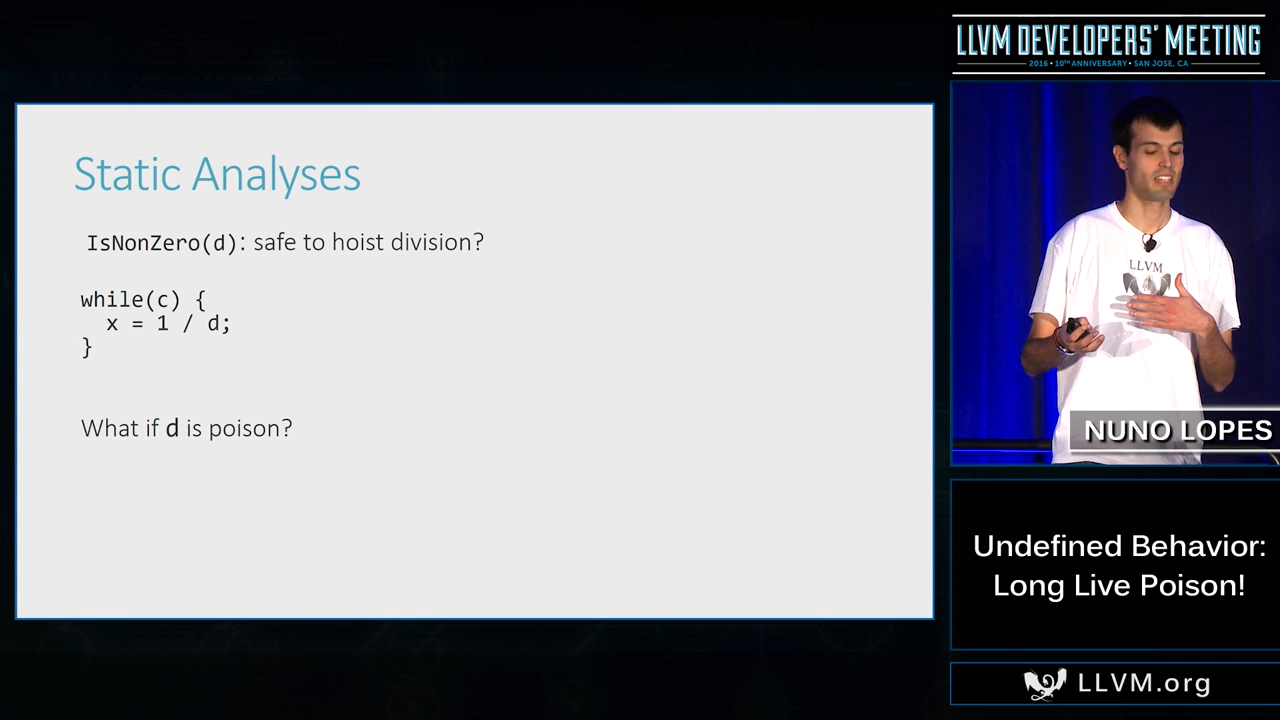 LLVM DEVELOPERS' MEETING
2016 • 10TH ANNIVERSARY • SAN JOSE, CA
Static Analyses
IsNonZero(d): safe to hoist division?
while(c) {
  x = 1 / d;
}
What if d is poison?
LLVM
NUNO LOPES
Undefined Behavior:
Long Live Poison!
LLVM.org